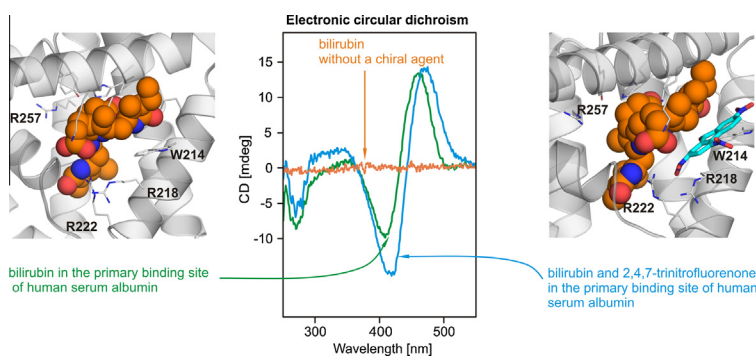 Electronic circular dichroism
bilirubin
without a chiral agent
R257
W214
R218
R222
CD [mdeg]
15
10
5
0
-5
-10
300
400
500
Wavelength [nm]
R257
W214
R218
R222
bilirubin in the primary binding site
of human serum albumin
bilirubin and 2,4,7-trinitrofluorenone
in the primary binding site of human
serum albumin